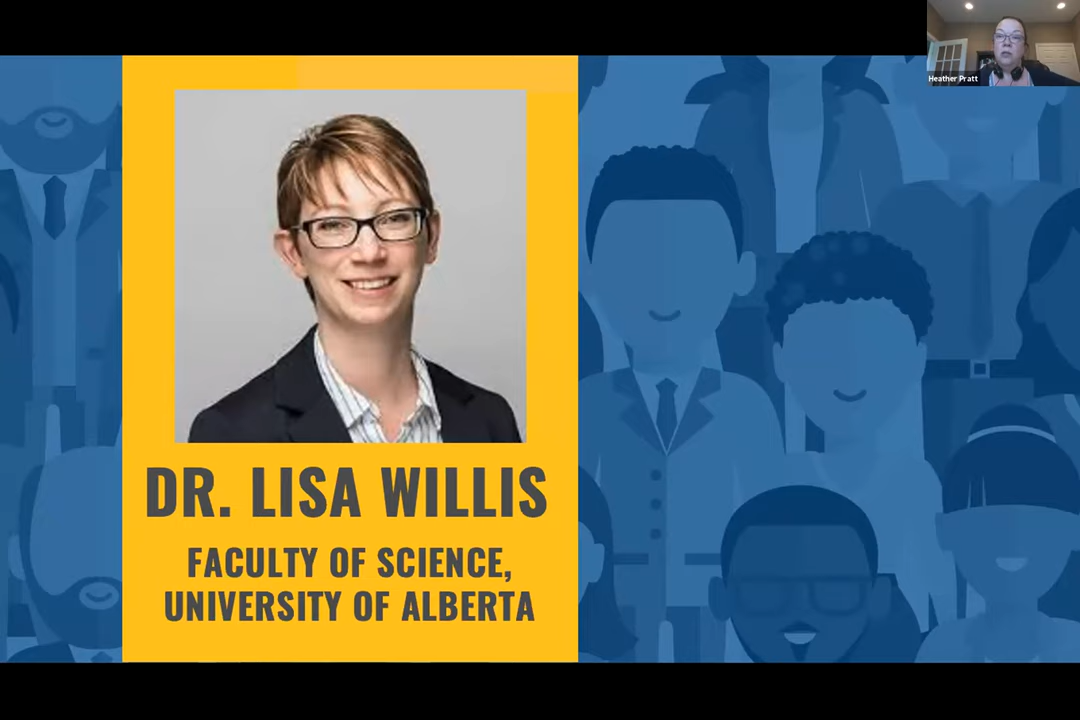 Heather Pratt
DR. LISA WILLIS
FACULTY OF SCIENCE,
UNIVERSITY OF ALBERTA